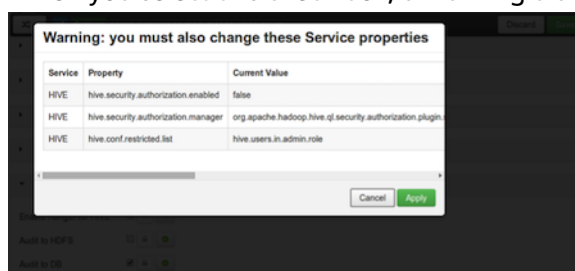 Warning: you must also change these Service properties
Service Property Current Value
HIVE hive.security.authorization.enabled false
HIVE hive.security.authorization.manager org.apache.hadoop.hive.ql.security.authorization.plugin.
HIVE hive.conf.restricted.list hive.users.in.admin.role
Cancel Apply
Audit to HDFS
Audit to DB
Discard